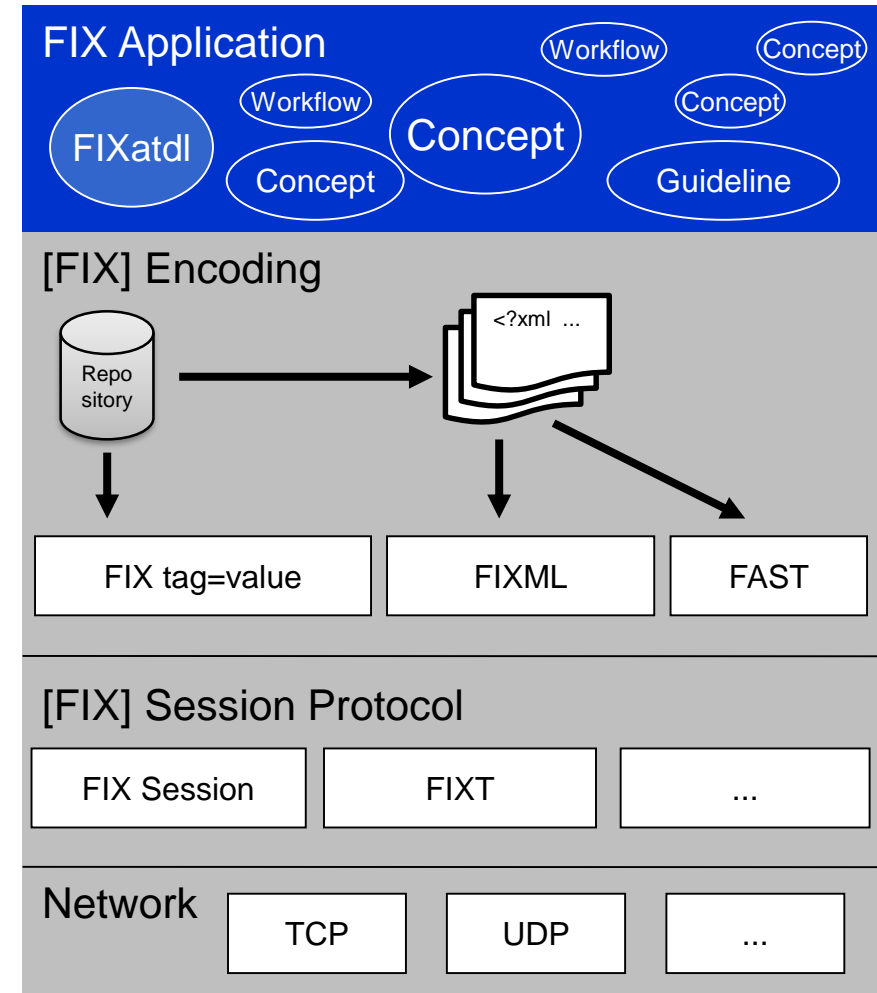 FIX Application
Workflow
Concept
Workflow
Concept
Concept
FIXatdl
Concept
Guideline
[FIX] Encoding
<?xml ...
Repo
sitory
FIX tag=value
FIXML
FAST
[FIX] Session Protocol
FIX Session
FIXT
...
Network
TCP
UDP
...